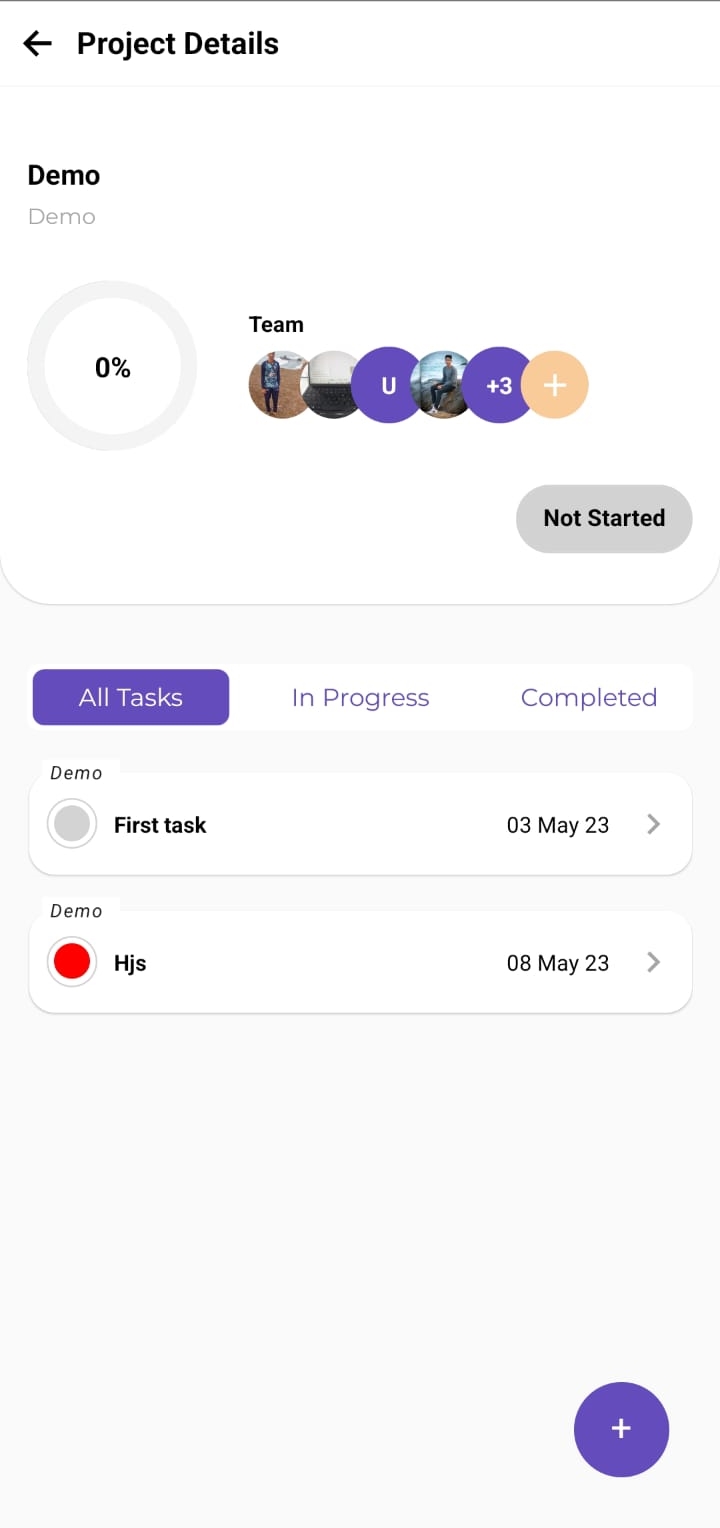 Project Details
Demo
Demo
0%
Team
U
+3
+
Not Started
All Tasks In Progress Completed
Demo
First task 03 May 23
Demo
Hjs 08 May 23
+